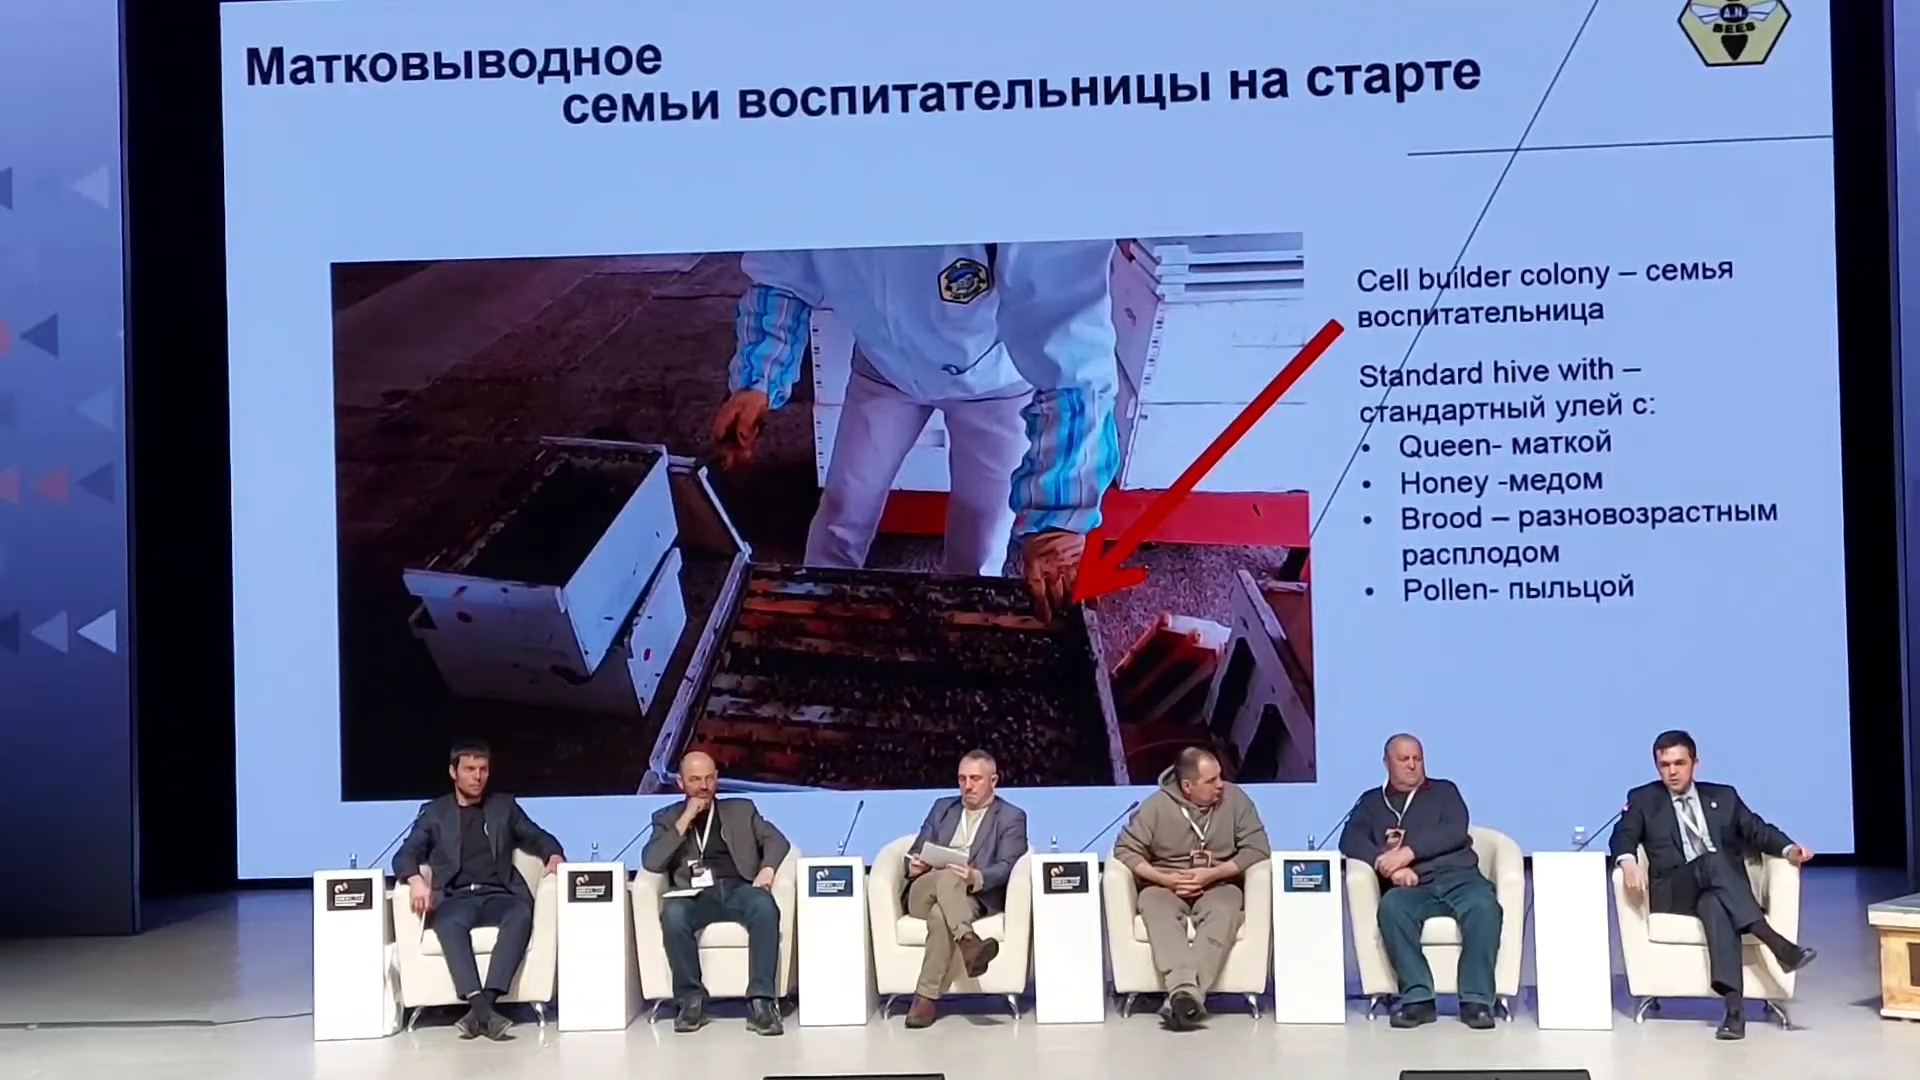 Матковыводное
семьи воспитательницы на старте
A.N.
BEES
Cell builder colony – семья
воспитательница
Standard hive with –
стандартный улей с:
• Queen- маткой
• Honey -медом
• Brood – разновозрастным
расплодом
• Pollen- пыльцой